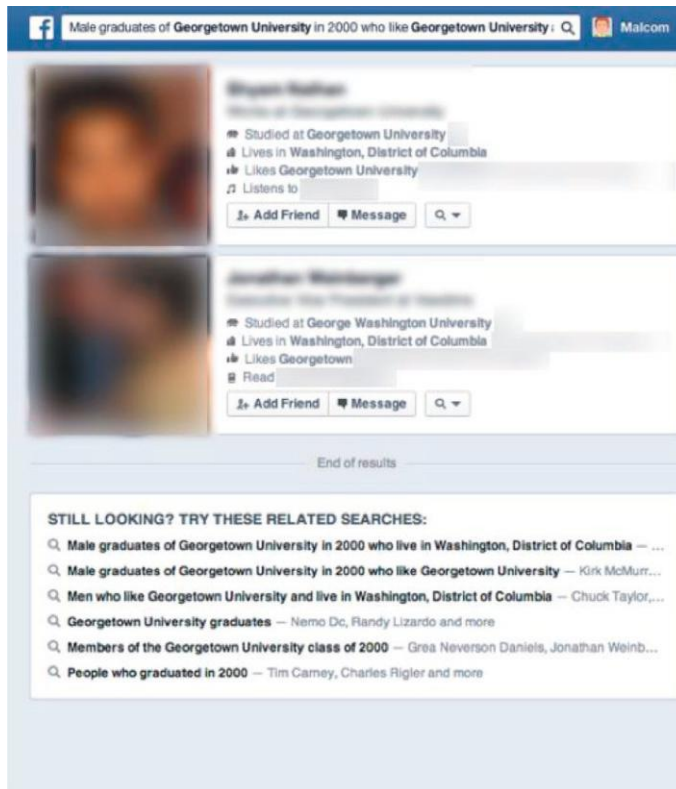 f Male graduates of Georgetown University in 2000 who like Georgetown University a Malcom
Studied at Georgetown University
Lives in Washington, District of Columbia
Likes Georgetown University
Listens to
Add Friend Message
Studied at George Washington University
Lives in Washington, District of Columbia
Likes Georgetown
Read
Add Friend Message
End of results
STILL LOOKING? TRY THESE RELATED SEARCHES:
Male graduates of Georgetown University in 2000 who live in Washington, District of Columbia — ...
Male graduates of Georgetown University in 2000 who like Georgetown University — Kirk McMurr...
Men who like Georgetown University and live in Washington, District of Columbia — Chuck Taylor,...
Georgetown University graduates — Nemo Dc, Randy Lizardo and more
Members of the Georgetown University class of 2000 — Grea Neverson Daniels, Jonathan Weinb...
People who graduated in 2000 — Tim Carney, Charles Rigler and more